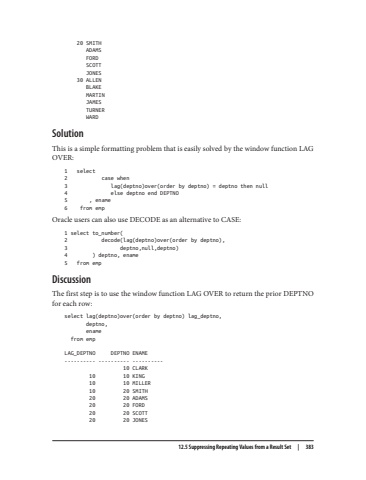 20 SMITH
ADAMS
FORD
SCOTT
JONES
30 ALLEN
BLAKE
MARTIN
JAMES
TURNER
WARD
Solution
This is a simple formatting problem that is easily solved by the window function LAG
OVER:
1 select
2 case when
3 lag(deptno)over(order by deptno) = deptno then null
4 else deptno end DEPTNO
5 , ename
6 from emp
Oracle users can also use DECODE as an alternative to CASE:
1 select to_number(
2 decode(lag(deptno)over(order by deptno),
3 deptno,null,deptno)
4 ) deptno, ename
5 from emp
Discussion
The first step is to use the window function LAG OVER to return the prior DEPTNO
for each row:
select lag(deptno)over(order by deptno) lag_deptno,
deptno,
ename
from emp
LAG_DEPTNO DEPTNO ENAME
---------- ---------- ----------
10 CLARK
10 10 KING
10 10 MILLER
10 20 SMITH
20 20 ADAMS
20 20 FORD
20 20 SCOTT
20 20 JONES
12.5 Suppressing Repeating Values from a Result Set | 383